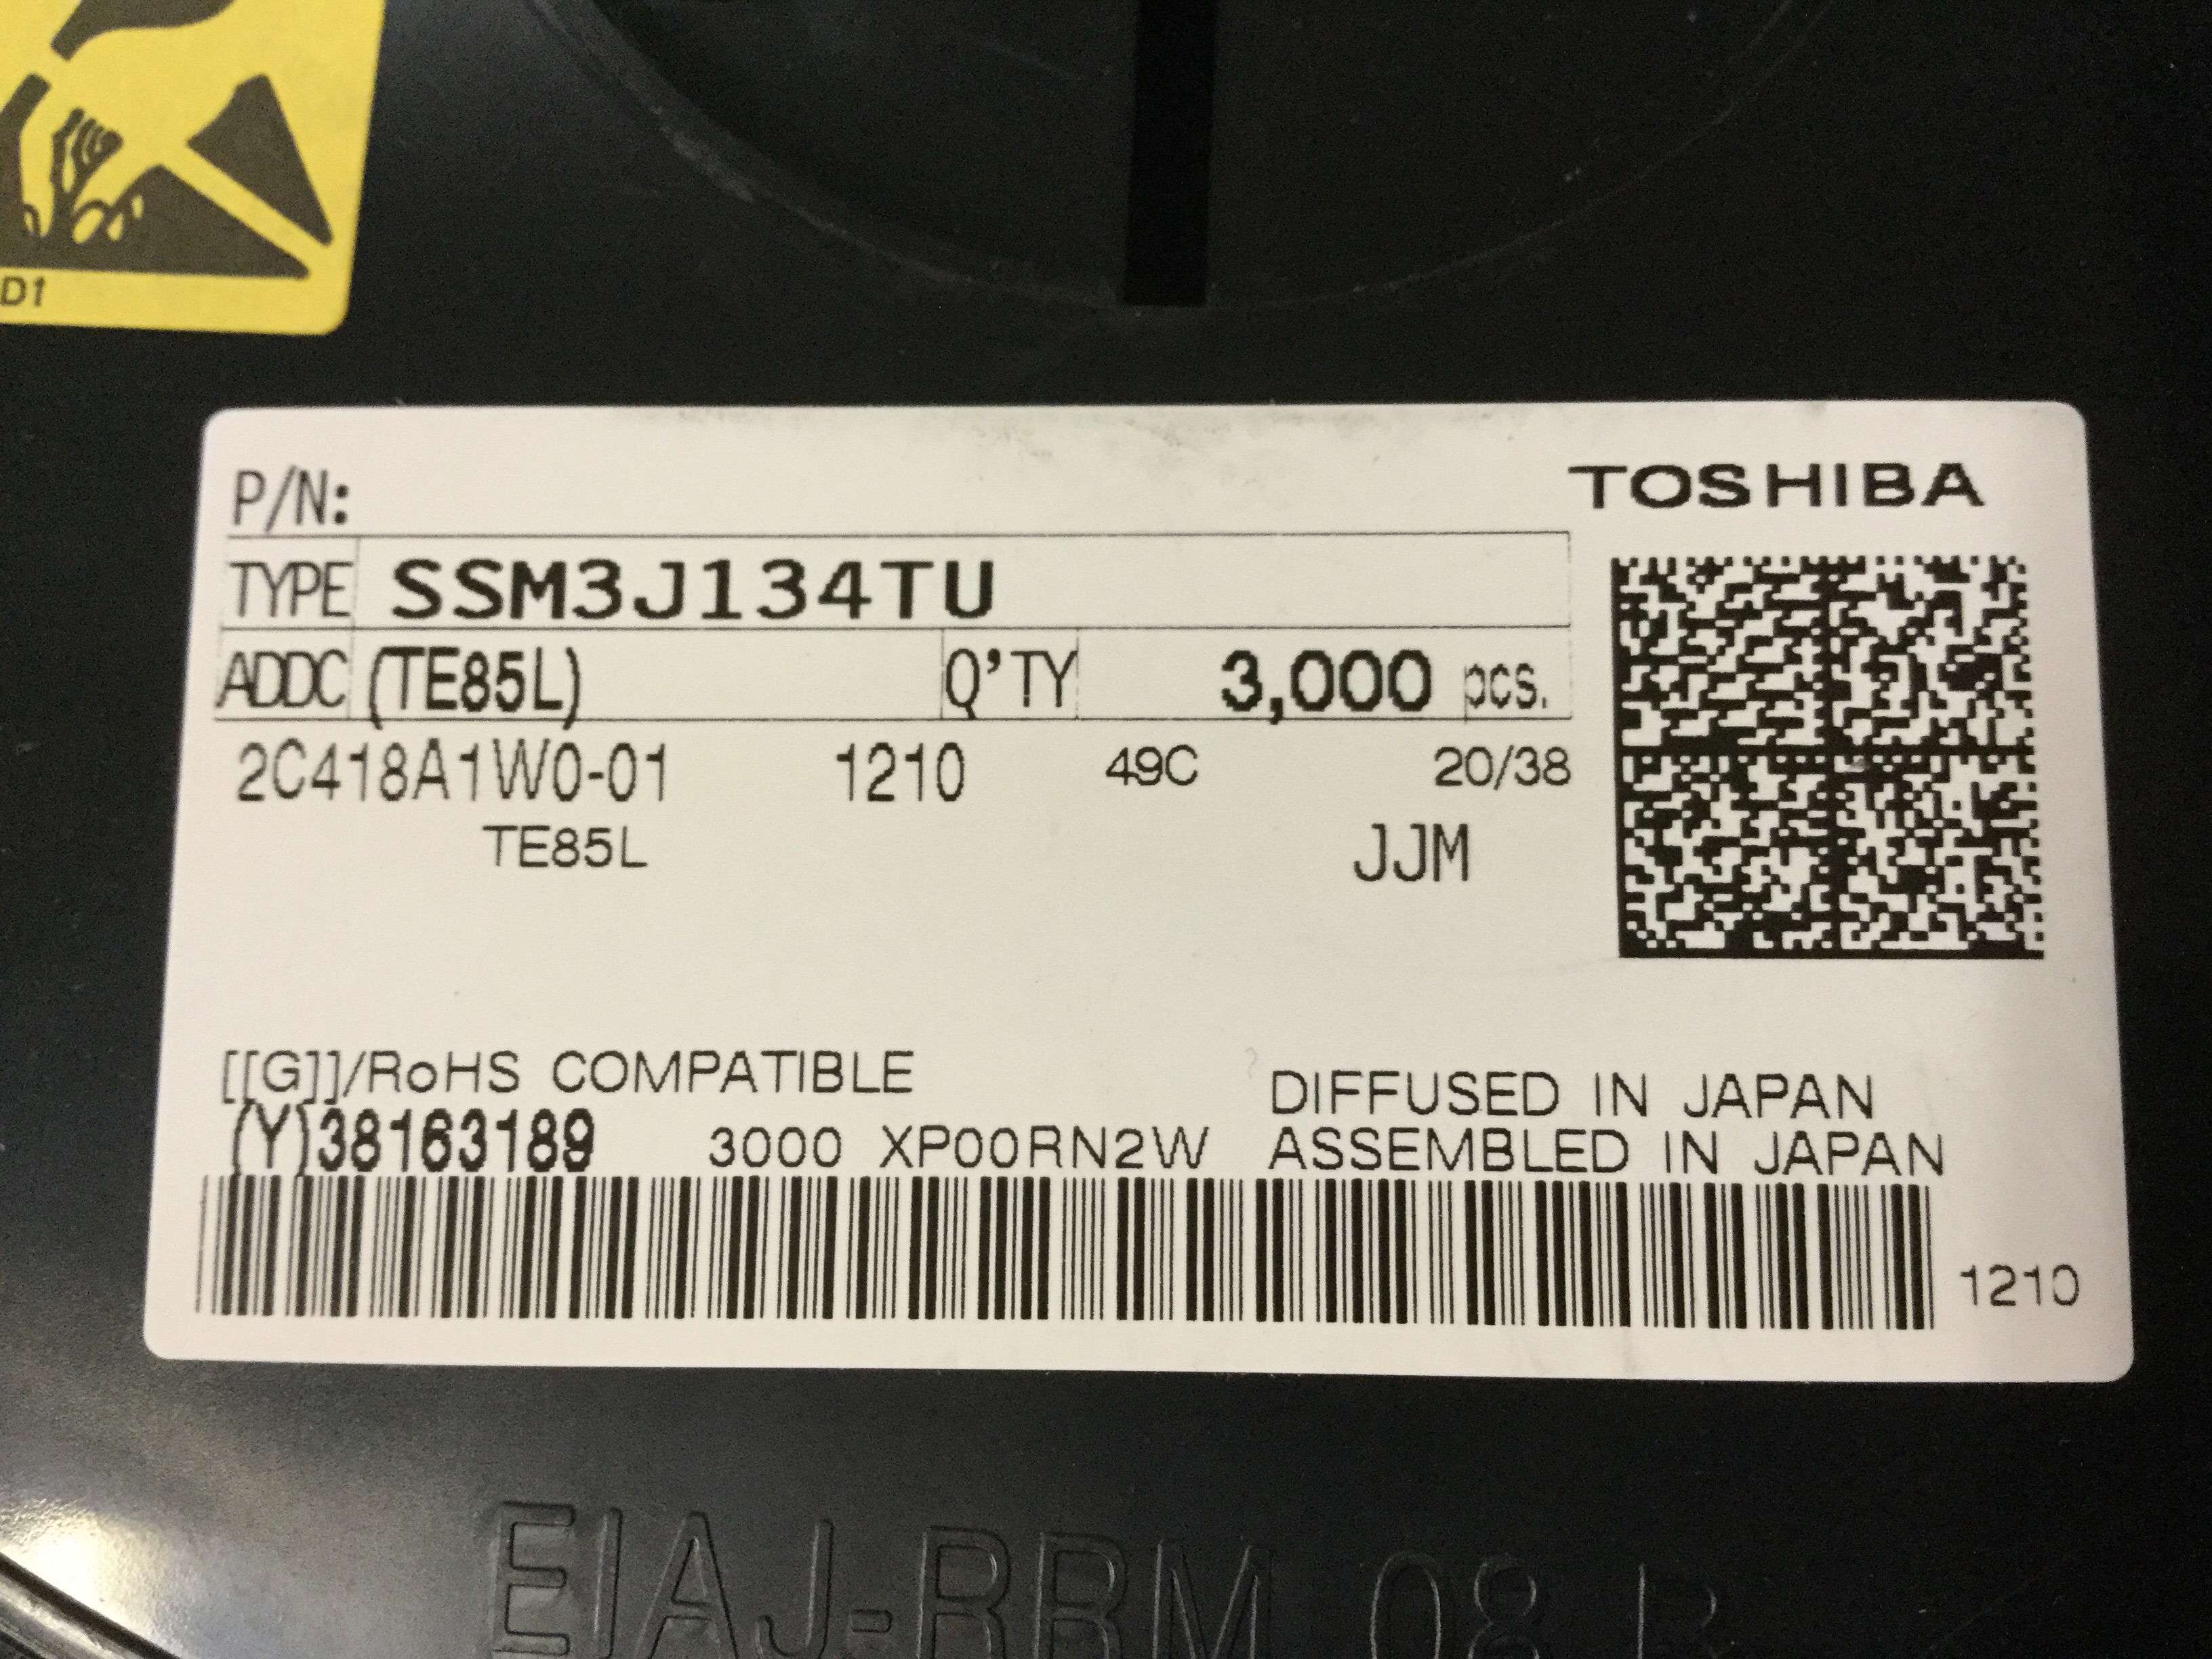 D1
P/N:
TOSHIBA
TYPE SSM3J134TU
ADDC (TE85L) Q'TY 3,000 pcs.
2C418A1W0-01 1210 49C 20/38
TE85L JJM
[[G]]/RoHS COMPATIBLE
DIFFUSED IN JAPAN
(Y)38163189 3000 XP00RN2W ASSEMBLED IN JAPAN
1210
EIAJ-RRM 08 B